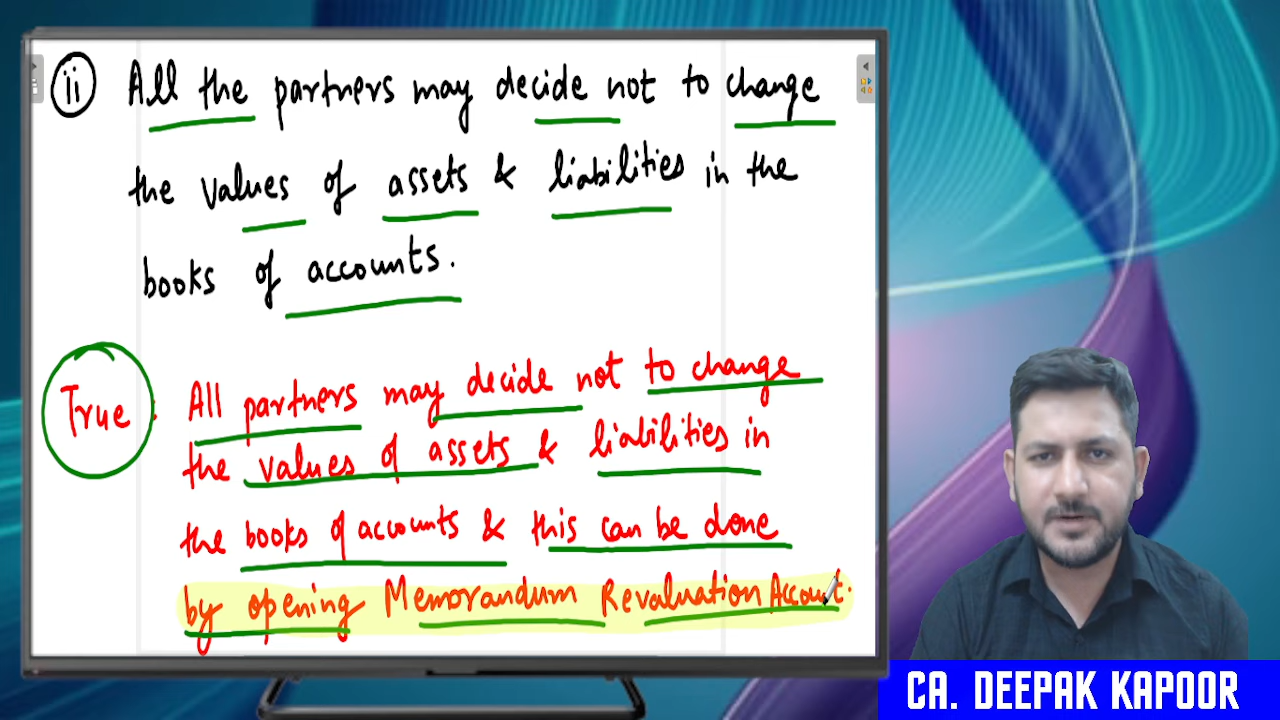 ii All the partners may decide not to change
the values of assets & liabilities in the
books of accounts.
True : All partners may decide not to change
the values of assets & liabilities in
the books of accounts & this can be done
by opening Memorandum Revaluation Account.
CA. DEEPAK KAPOOR